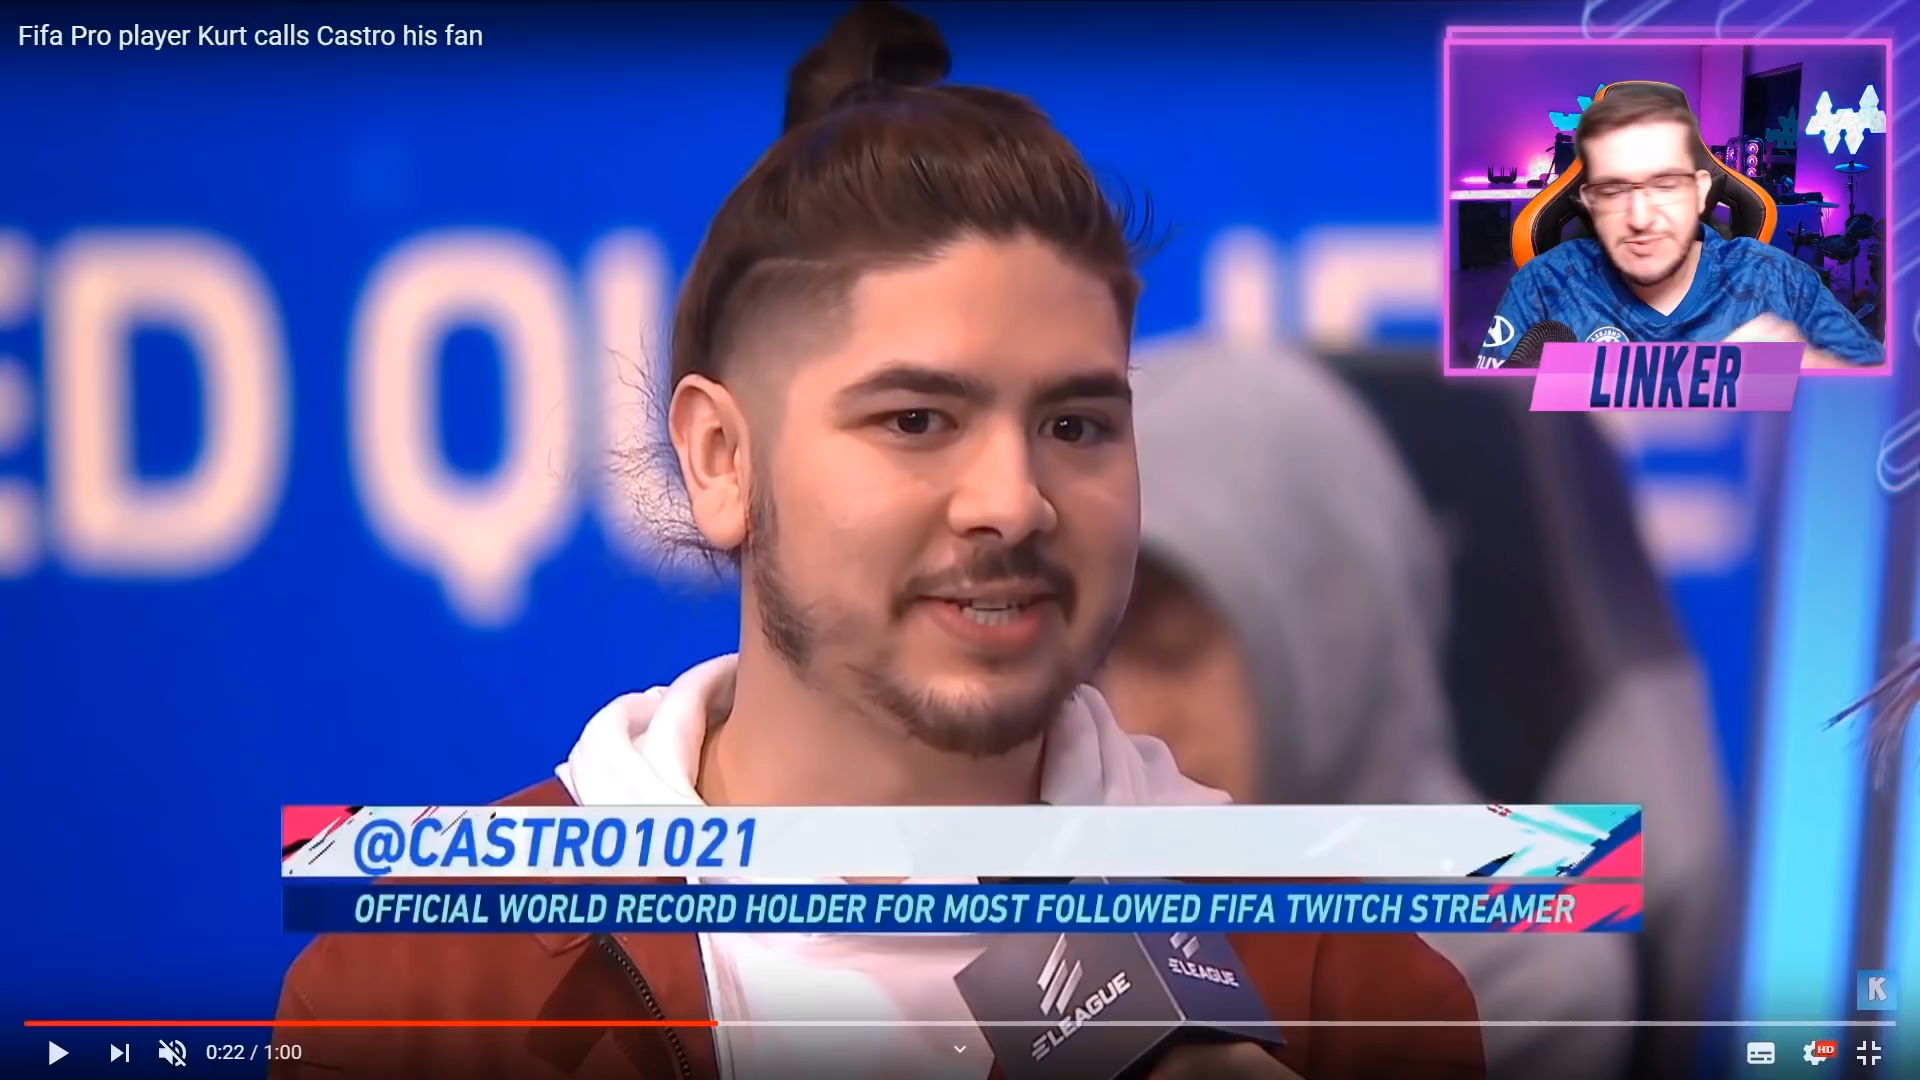 Fifa Pro player Kurt calls Castro his fan
LINKER
@CASTRO1021
OFFICIAL WORLD RECORD HOLDER FOR MOST FOLLOWED FIFA TWITCH STREAMER
ELEAGUE
ELEAGUE
K
0:22 / 1:00
HD